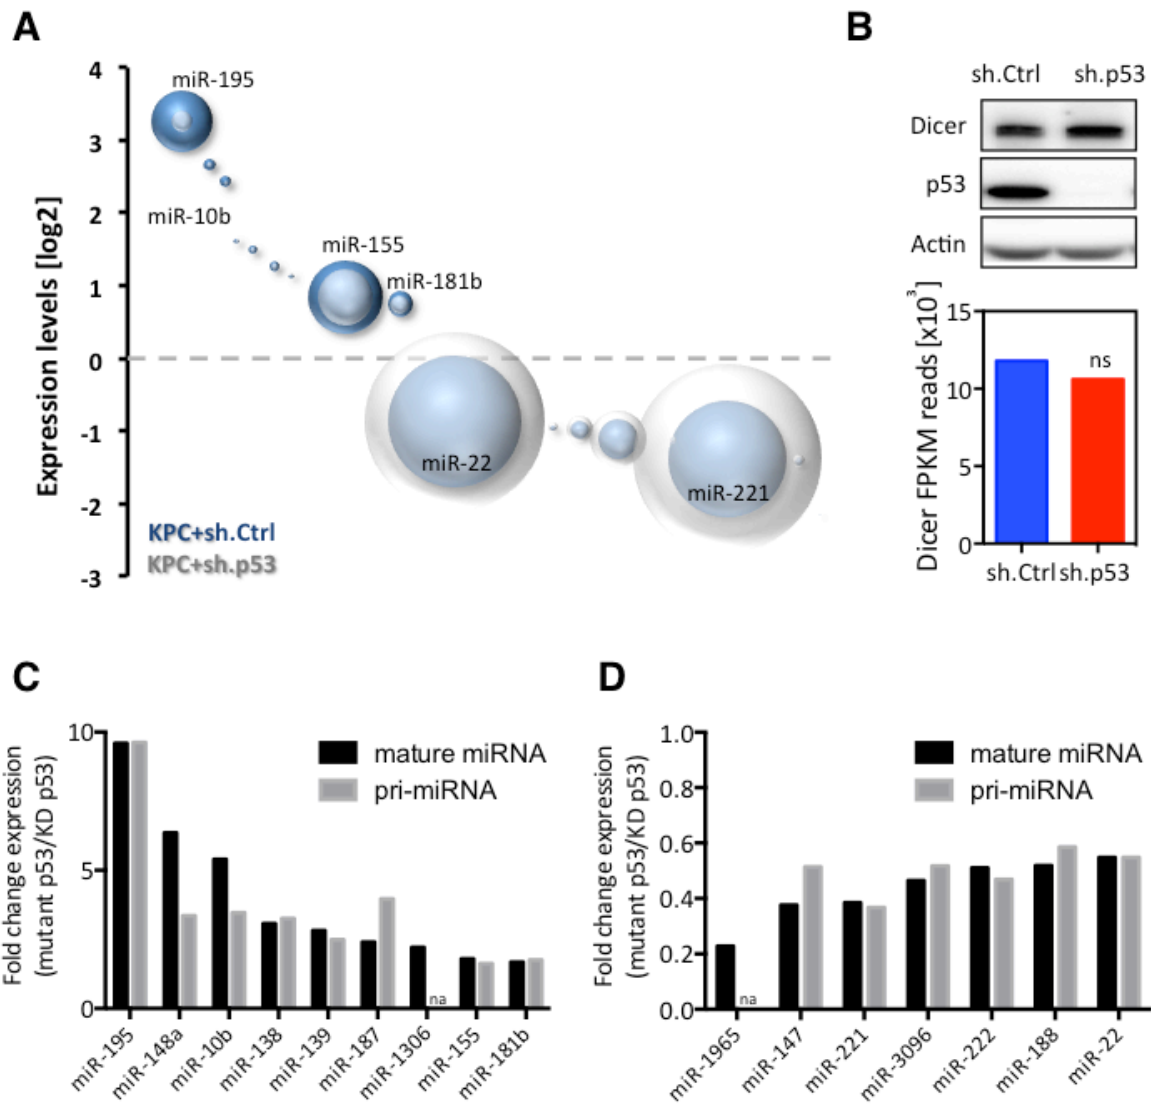 A
B
4
3
2
1
0
-1
-2
-3
Expression levels [log2]
miR-195
miR-10b
miR-155
miR-181b
miR-22
miR-221
KPC+sh.Ctrl
KPC+sh.p53
sh.Ctrl sh.p53
Dicer
p53
Actin
Dicer FPKM reads [x10³]
15
10
5
0
ns
sh.Ctrl sh.p53
C
D
Fold change expression
(mutant p53/KD p53)
10
5
0
mature miRNA
pri-miRNA
na
miR-195
miR-148a
miR-10b
miR-138
miR-139
miR-187
miR-1306
miR-155
miR-181b
Fold change expression
(mutant p53/KD p53)
1.0
0.8
0.6
0.4
0.2
0.0
mature miRNA
pri-miRNA
na
miR-1965
miR-147
miR-221
miR-3096
miR-222
miR-188
miR-22